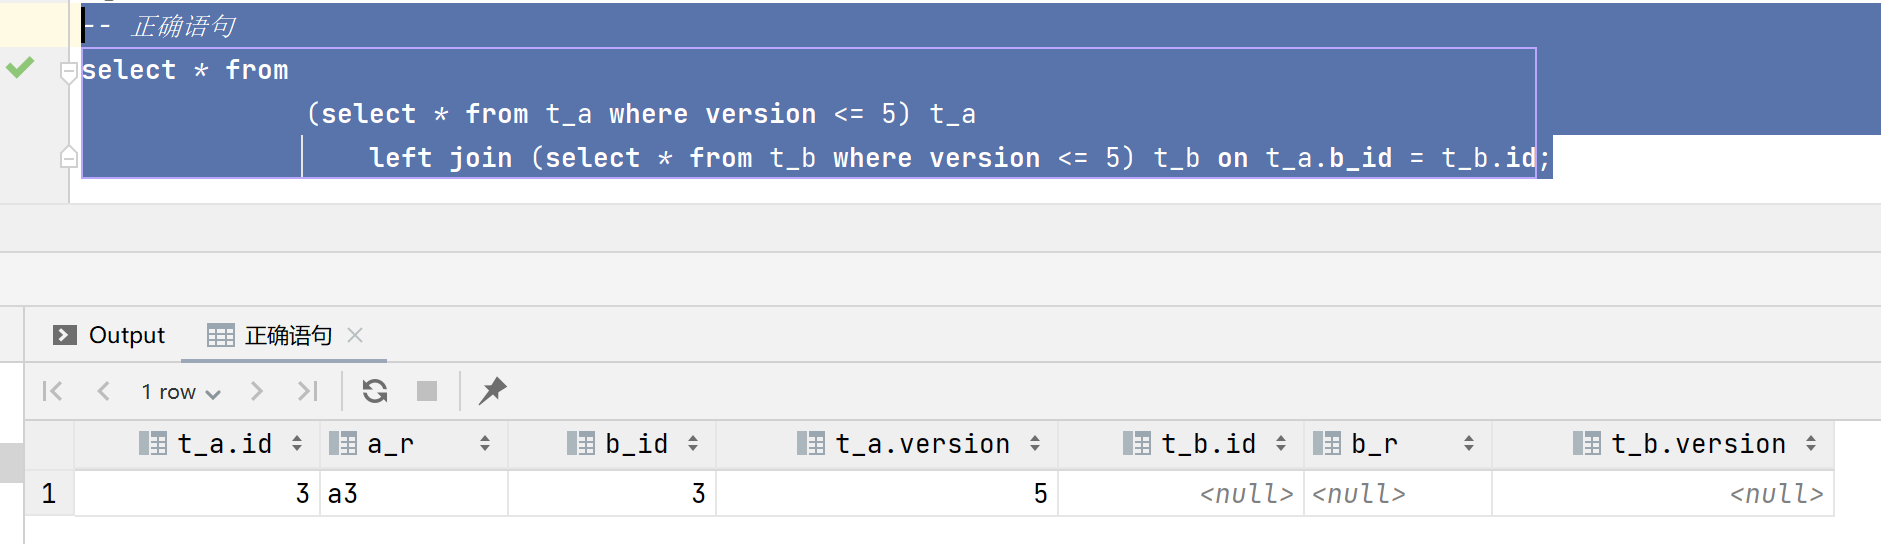 -- 正确语句
select * from
(select * from t_a where version <= 5) t_a
left join (select * from t_b where version <= 5) t_b on t_a.b_id = t_b.id;
Output 正确语句
1 row
t_a.id a_r b_id t_a.version t_b.id b_r t_b.version
1 3 a3 3 5 <null> <null> <null>